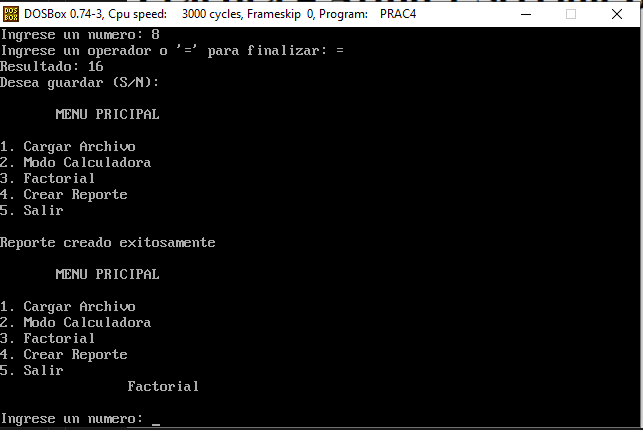 DOS BOX DOSBox 0.74-3, Cpu speed: 3000 cycles, Frameskip 0, Program: PRAC4
Ingrese un numero: 8
Ingrese un operador o '=' para finalizar: =
Resultado: 16
Desea guardar (S/N):
MENU PRICIPAL
1. Cargar Archivo
2. Modo Calculadora
3. Factorial
4. Crear Reporte
5. Salir
Reporte creado exitosamente
MENU PRICIPAL
1. Cargar Archivo
2. Modo Calculadora
3. Factorial
4. Crear Reporte
5. Salir
Factorial
Ingrese un numero: _